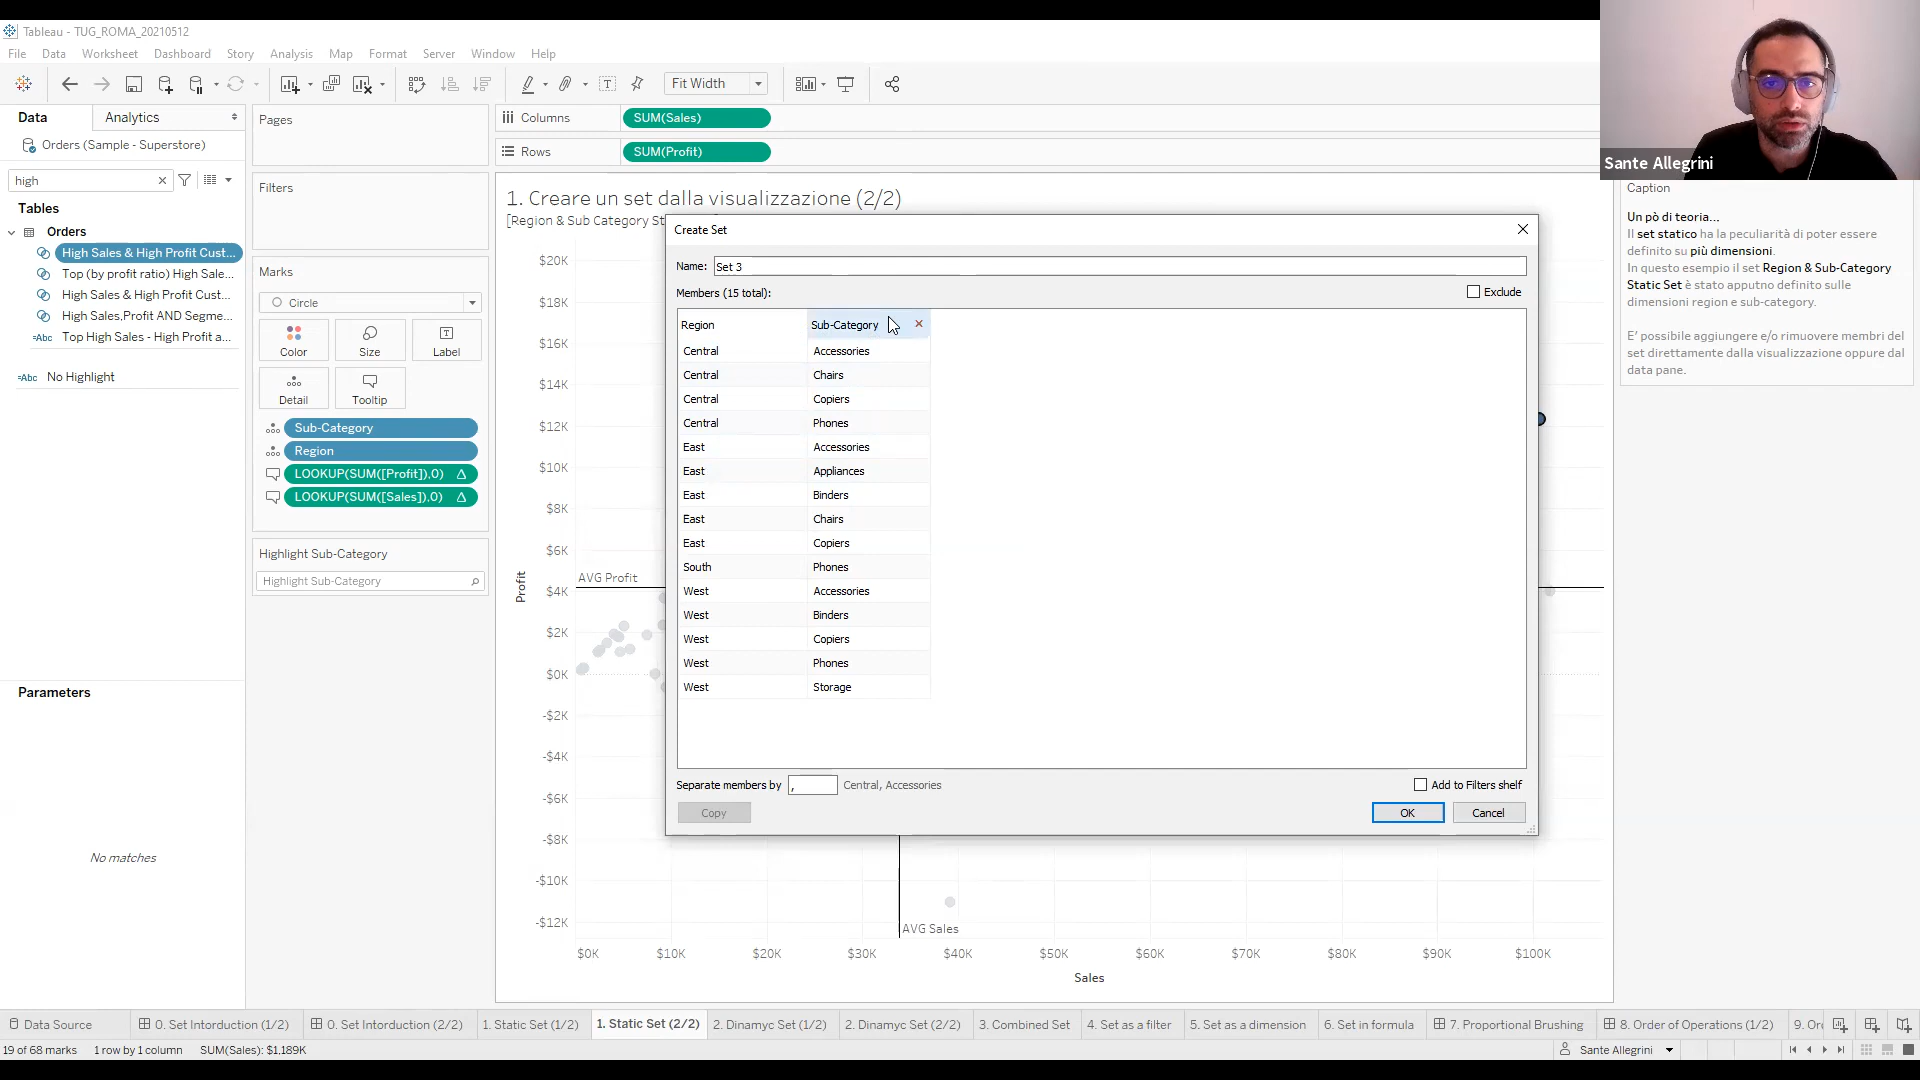 Tableau - TUG_ROMA_20210512
File Data Worksheet Dashboard Story Analysis Map Format Server Window Help
Fit Width
Data
Analytics
Orders (Sample - Superstore)
high
Tables
Orders
High Sales & High Profit Cust...
Top (by profit ratio) High Sale...
High Sales & High Profit Cust...
High Sales,Profit AND Segme...
Top High Sales - High Profit a...
No Highlight
Parameters
No matches
Pages
Filters
Marks
Circle
Color
Size
Label
Detail
Tooltip
Sub-Category
Region
LOOKUP(SUM([Profit]),0)
LOOKUP(SUM([Sales]),0)
Highlight Sub-Category
Highlight Sub-Category
Columns
SUM(Sales)
Rows
SUM(Profit)
1. Creare un set dalla visualizzazione (2/2)
[Region & Sub Category St
Profit
$20K
$18K
$16K
$14K
$12K
$10K
$8K
$6K
$4K
$2K
$0K
-$2K
-$4K
-$6K
-$8K
-$10K
-$12K
AVG Profit
AVG Sales
$0K $10K $20K $30K $40K $50K $60K $70K $80K $90K $100K
Sales
Create Set
Name: Set 3
Members (15 total):
Exclude
Region Sub-Category
Central Accessories
Central Chairs
Central Copiers
Central Phones
East Accessories
East Appliances
East Binders
East Chairs
East Copiers
South Phones
West Accessories
West Binders
West Copiers
West Phones
West Storage
Separate members by , Central, Accessories
Add to Filters shelf
Copy
OK
Cancel
Sante Allegrini
Caption
Un pò di teoria...
Il set statico ha la peculiarità di poter essere
definito su più dimensioni.
In questo esempio il set Region & Sub-Category
Static Set è stato apputno definito sulle
dimensioni region e sub-category.
E' possibile aggiungere e/o rimuovere membri del
set direttamente dalla visualizzazione oppure dal
data pane.
Data Source
0. Set Intorduction (1/2)
0. Set Intorduction (2/2)
1. Static Set (1/2)
1. Static Set (2/2)
2. Dinamyc Set (1/2)
2. Dinamyc Set (2/2)
3. Combined Set
4. Set as a filter
5. Set as a dimension
6. Set in formula
7. Proportional Brushing
8. Order of Operations (1/2)
9. Or
19 of 68 marks 1 row by 1 column SUM(Sales): $1,189K
Sante Allegrini